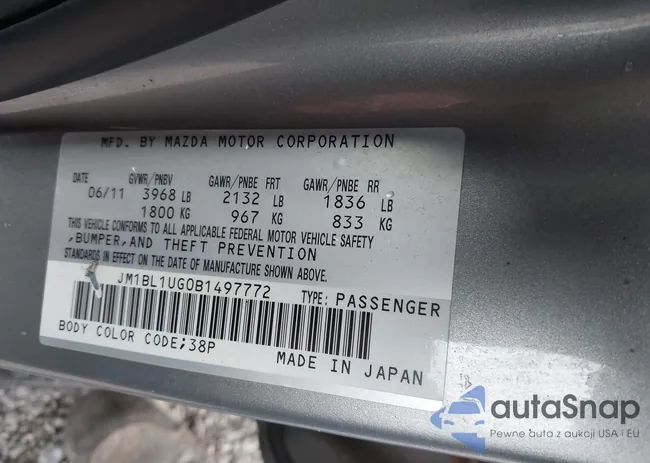 MFD. BY MAZDA MOTOR CORPORATION
DATE GVWR/PNBV GAWR/PNBE FRT GAWR/PNBE RR
06/11 3968 LB 2132 LB 1836 LB
1800 KG 967 KG 833 KG
THIS VEHICLE CONFORMS TO ALL APPLICABLE FEDERAL MOTOR VEHICLE SAFETY
,BUMPER,AND THEFT PREVENTION
STANDARDS IN EFFECT ON THE DATE OF MANUFACTURE SHOWN ABOVE.
JM1BL1UG0B1497772 TYPE: PASSENGER
BODY COLOR CODE;38P MADE IN JAPAN
autaSnap
Pewne auta z aukcji USA i EU